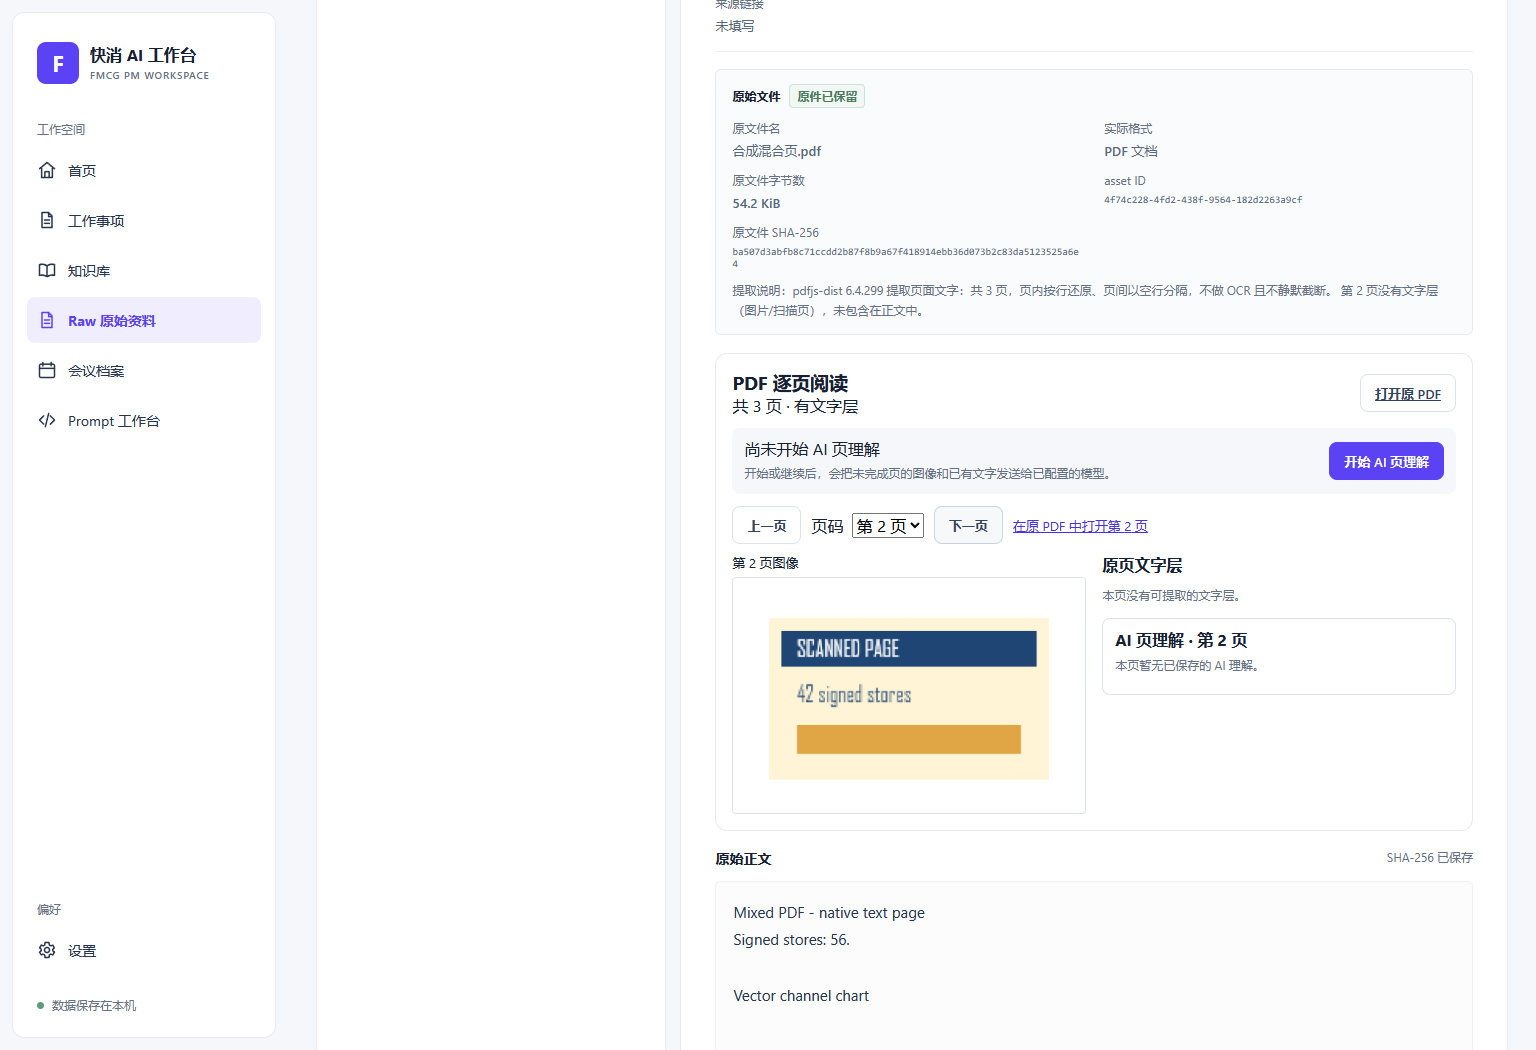 F
快消 AI 工作台
FMCG PM WORKSPACE
工作空间
首页
工作事项
知识库
Raw 原始资料
会议档案
Prompt 工作台
偏好
设置
数据保存在本机
来源链接
未填写
原始文件 原件已保留
原文件名
合成混合页.pdf
实际格式
PDF 文档
原文件字节数
54.2 KiB
asset ID
4f74c228-4fd2-438f-9564-182d2263a9cf
原文件 SHA-256
ba507d3abfb8c71ccdd2b87f8b9a67f418914ebb36d073b2c83da5123525a6e
4
提取说明：pdfjs-dist 6.4.299 提取页面文字：共 3 页，页内按行还原、页间以空行分隔，不做 OCR 且不静默截断。 第 2 页没有文字层
（图片/扫描页），未包含在正文中。
PDF 逐页阅读
共 3 页 · 有文字层
打开原 PDF
尚未开始 AI 页理解
开始或继续后，会把未完成页的图像和已有文字发送给已配置的模型。
开始 AI 页理解
上一页 页码 第 2 页 下一页 在原 PDF 中打开第 2 页
第 2 页图像
SCANNED PAGE
42 signed stores
原页文字层
本页没有可提取的文字层。
AI 页理解 · 第 2 页
本页暂无已保存的 AI 理解。
原始正文
SHA-256 已保存
Mixed PDF - native text page
Signed stores: 56.
Vector channel chart